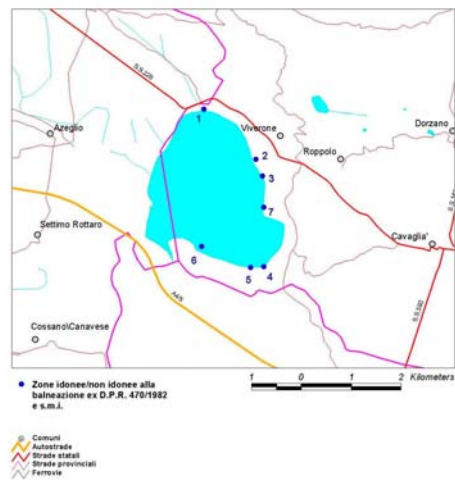 S.S.228
1
Azeglio
Viverone
Dorzano
2
Roppolo
3
7
Settimo Rottaro
Cavaglia'
6
5
4
A4/5
Cossano\Canavese
Zone idonee/non idonee alla
balneazione ex D.P.R. 470/1982
e s.m.i.
1 0 1 2 Kilometers
Comuni
Autostrade
Strade statali
Strade provinciali
Ferrovie